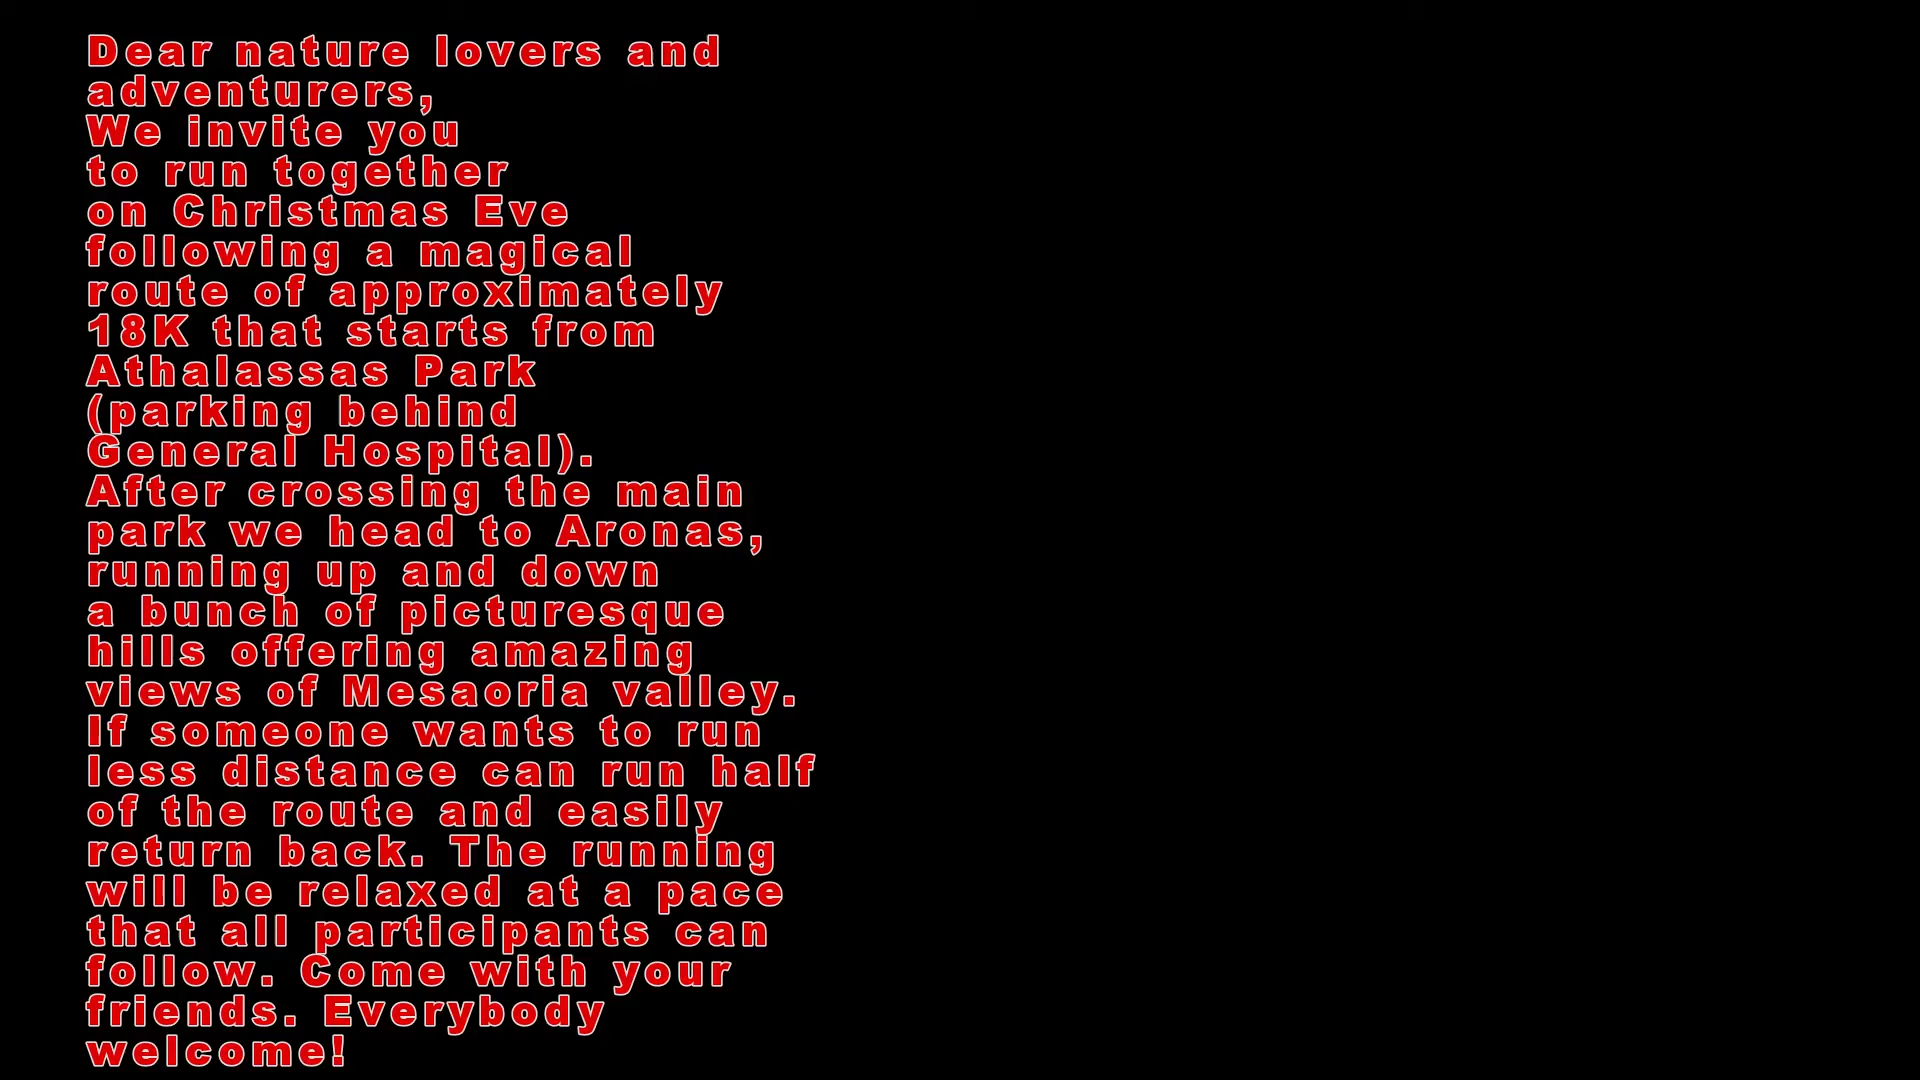 Dear nature lovers and
adventurers,
We invite you
to run together
on Christmas Eve
following a magical
route of approximately
18K that starts from
Athalassas Park
(parking behind
General Hospital).
After crossing the main
park we head to Aronas,
running up and down
a bunch of picturesque
hills offering amazing
views of Mesaoria valley.
If someone wants to run
less distance can run half
of the route and easily
return back. The running
will be relaxed at a pace
that all participants can
follow. Come with your
friends. Everybody
welcome!